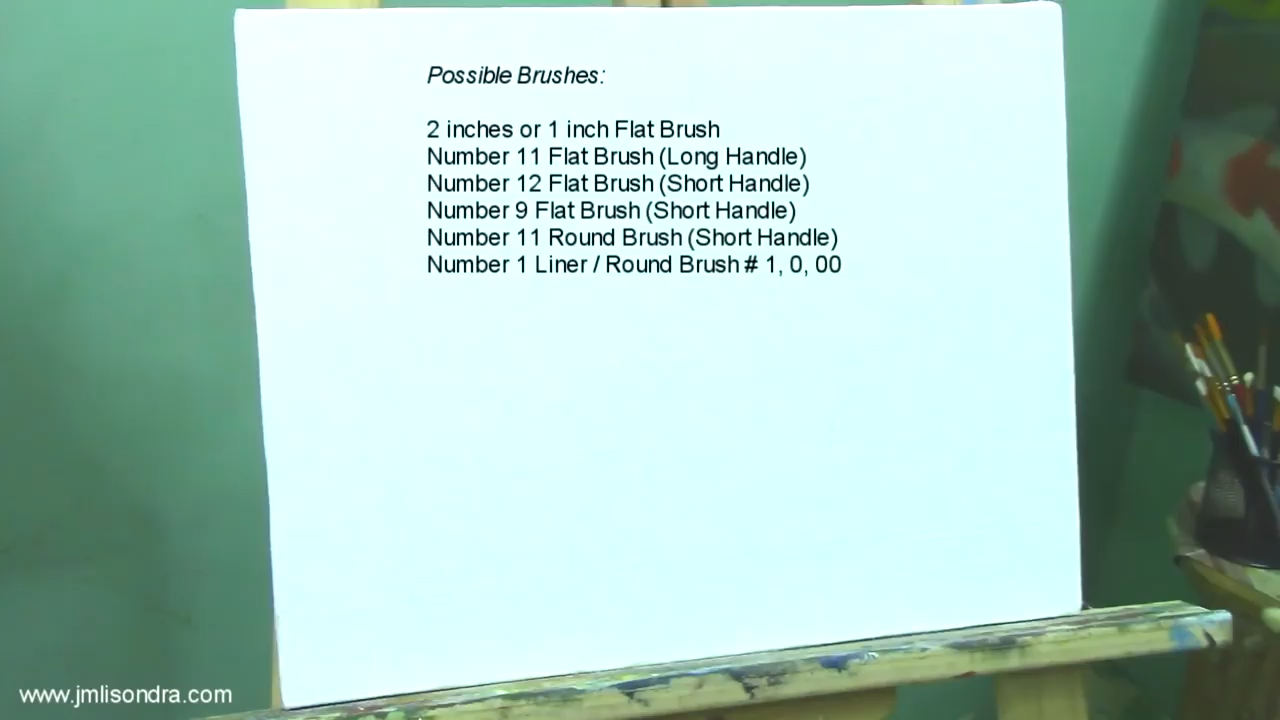 Possible Brushes:
2 inches or 1 inch Flat Brush
Number 11 Flat Brush (Long Handle)
Number 12 Flat Brush (Short Handle)
Number 9 Flat Brush (Short Handle)
Number 11 Round Brush (Short Handle)
Number 1 Liner / Round Brush # 1, 0, 00
www.jmlisondra.com